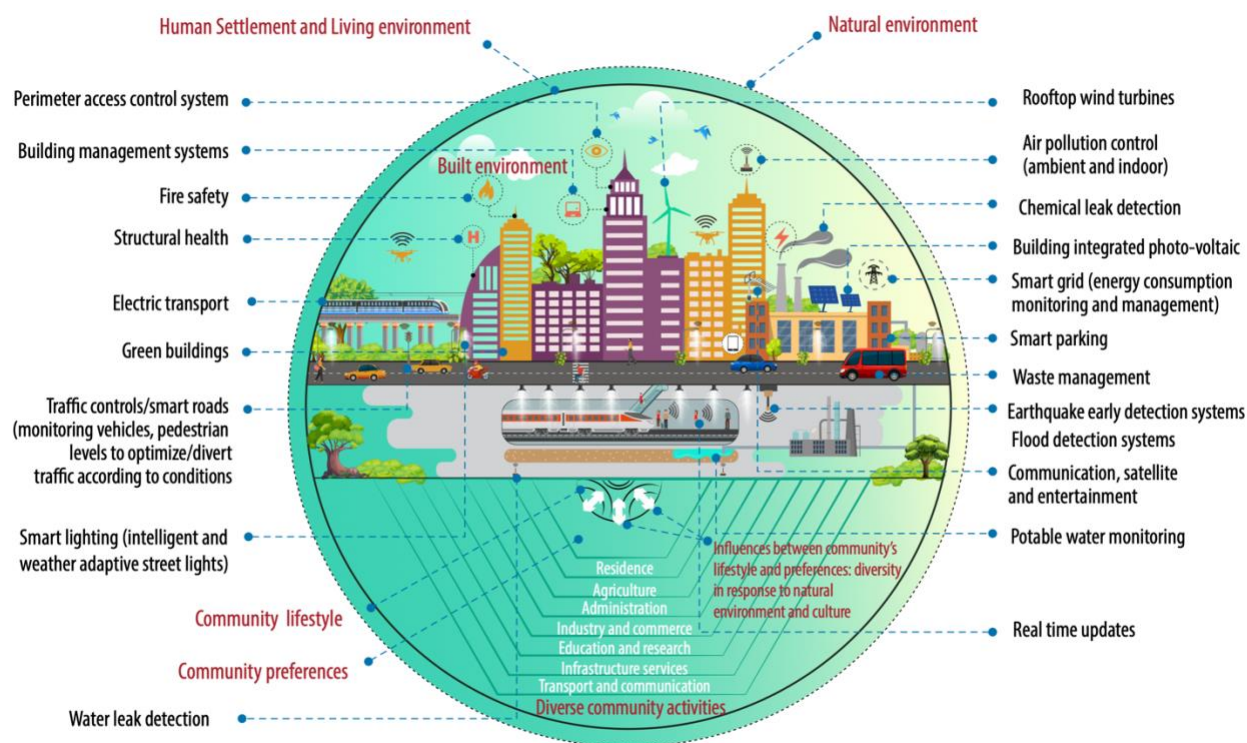 Human Settlement and Living environment
Natural environment
Perimeter access control system
Building management systems
Fire safety
Structural health
Electric transport
Green buildings
Traffic controls/smart roads
(monitoring vehicles, pedestrian
levels to optimize/divert
traffic according to conditions
Smart lighting (intelligent and
weather adaptive street lights)
Community lifestyle
Community preferences
Water leak detection
Built environment
H
Residence
Agriculture
Administration
Industry and commerce
Education and research
Infrastructure services
Transport and communication
Diverse community activities
Influences between community's
lifestyle and preferences: diversity
in response to natural
environment and culture
Rooftop wind turbines
Air pollution control
(ambient and indoor)
Chemical leak detection
Building integrated photo-voltaic
Smart grid (energy consumption
monitoring and management)
Smart parking
Waste management
Earthquake early detection systems
Flood detection systems
Communication, satellite
and entertainment
Potable water monitoring
Real time updates